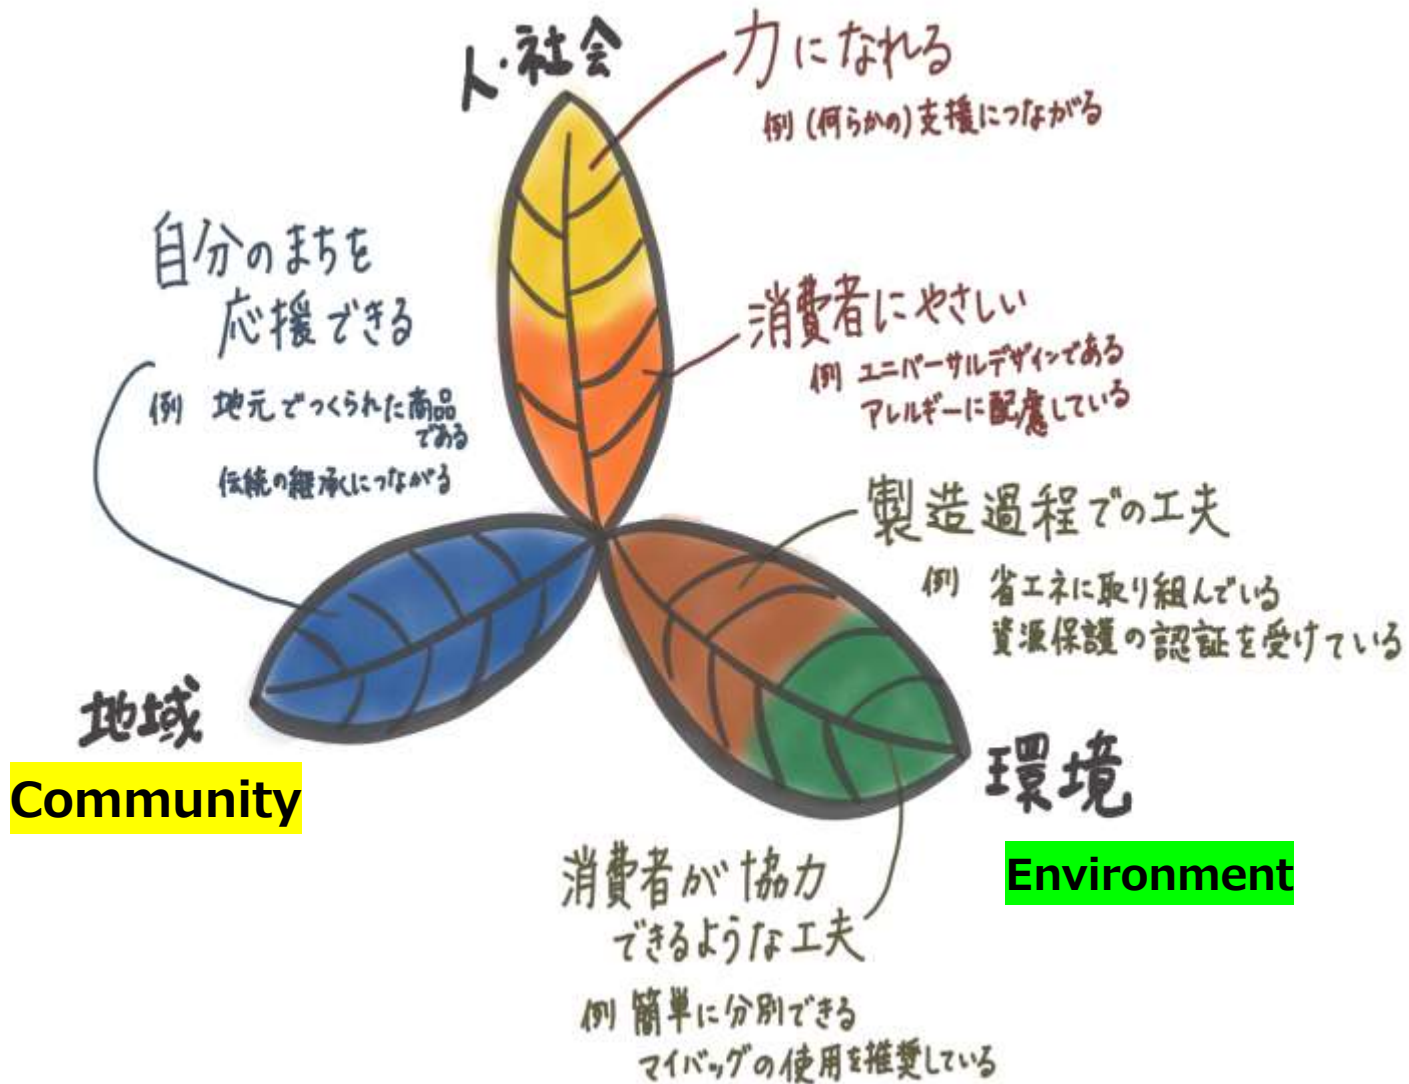 人・社会
力になれる
例 (何らかの)支援につながる
自分のまちを
応援できる
例 地元でつくられた商品
である
伝統の継承につながる
消費者にやさしい
例 ユニバーサルデザインである
アレルギーに配慮している
製造過程での工夫
例 省エネに取り組んでいる
資源保護の認証を受けている
地域
Community
環境
Environment
消費者が協力
できるような工夫
例 簡単に分別できる
マイバッグの使用を推奨している